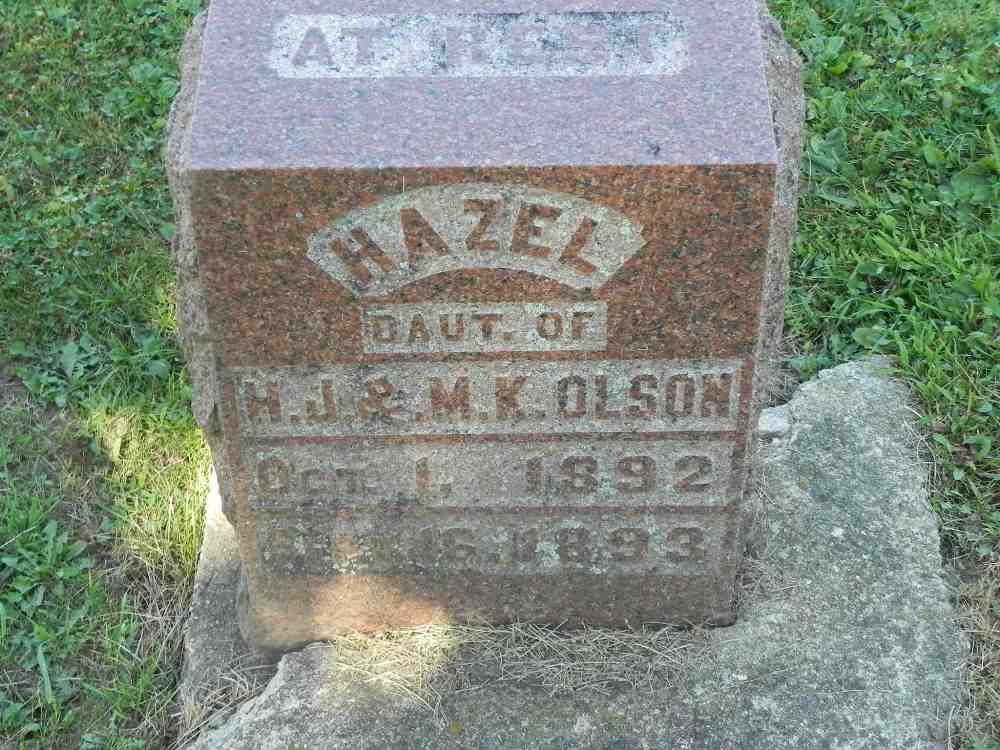 AT REST
HAZEL
DAUT. OF
H.J.&.M.K.OLSON
OCT. 1, 1892
16. 1893